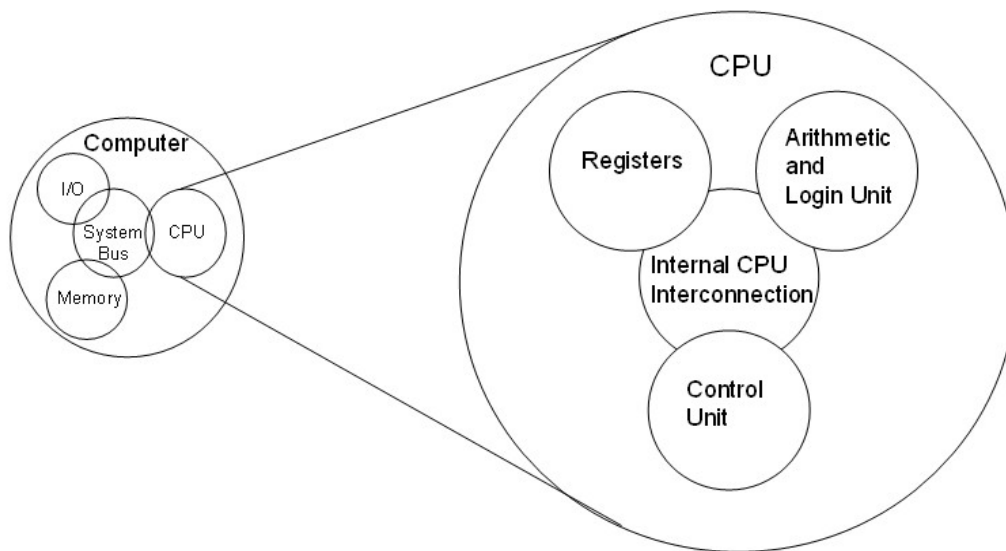 Computer
I/O
System
Bus
CPU
Memory
CPU
Registers
Arithmetic
and
Login Unit
Internal CPU
Interconnection
Control
Unit